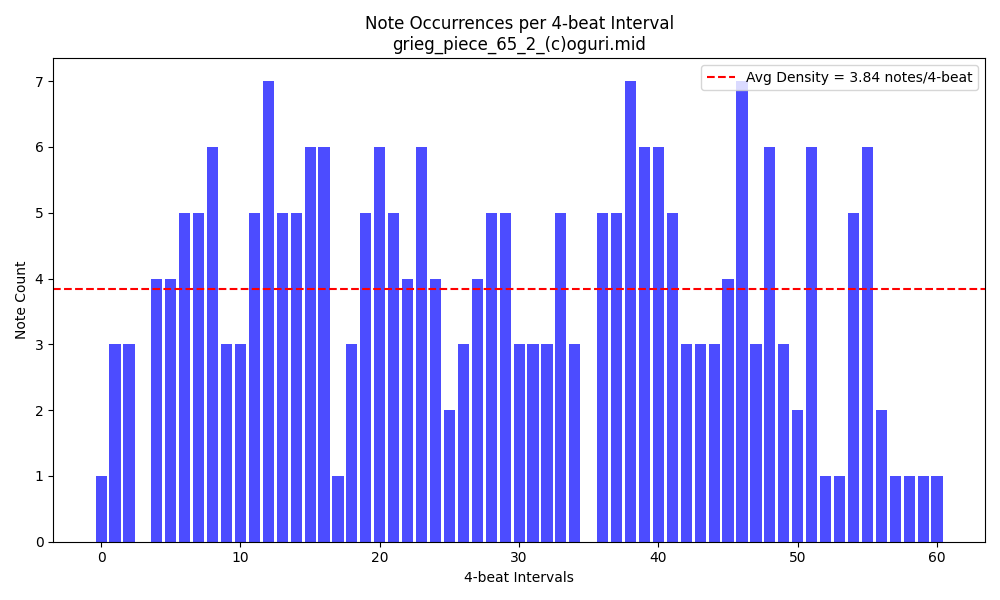 Note Occurrences per 4-beat Interval
grieg_piece_65_2_(c)oguri.mid
Avg Density = 3.84 notes/4-beat
7
6
5
4
3
2
1
0
Note Count
0 10 20 30 40 50 60
4-beat Intervals